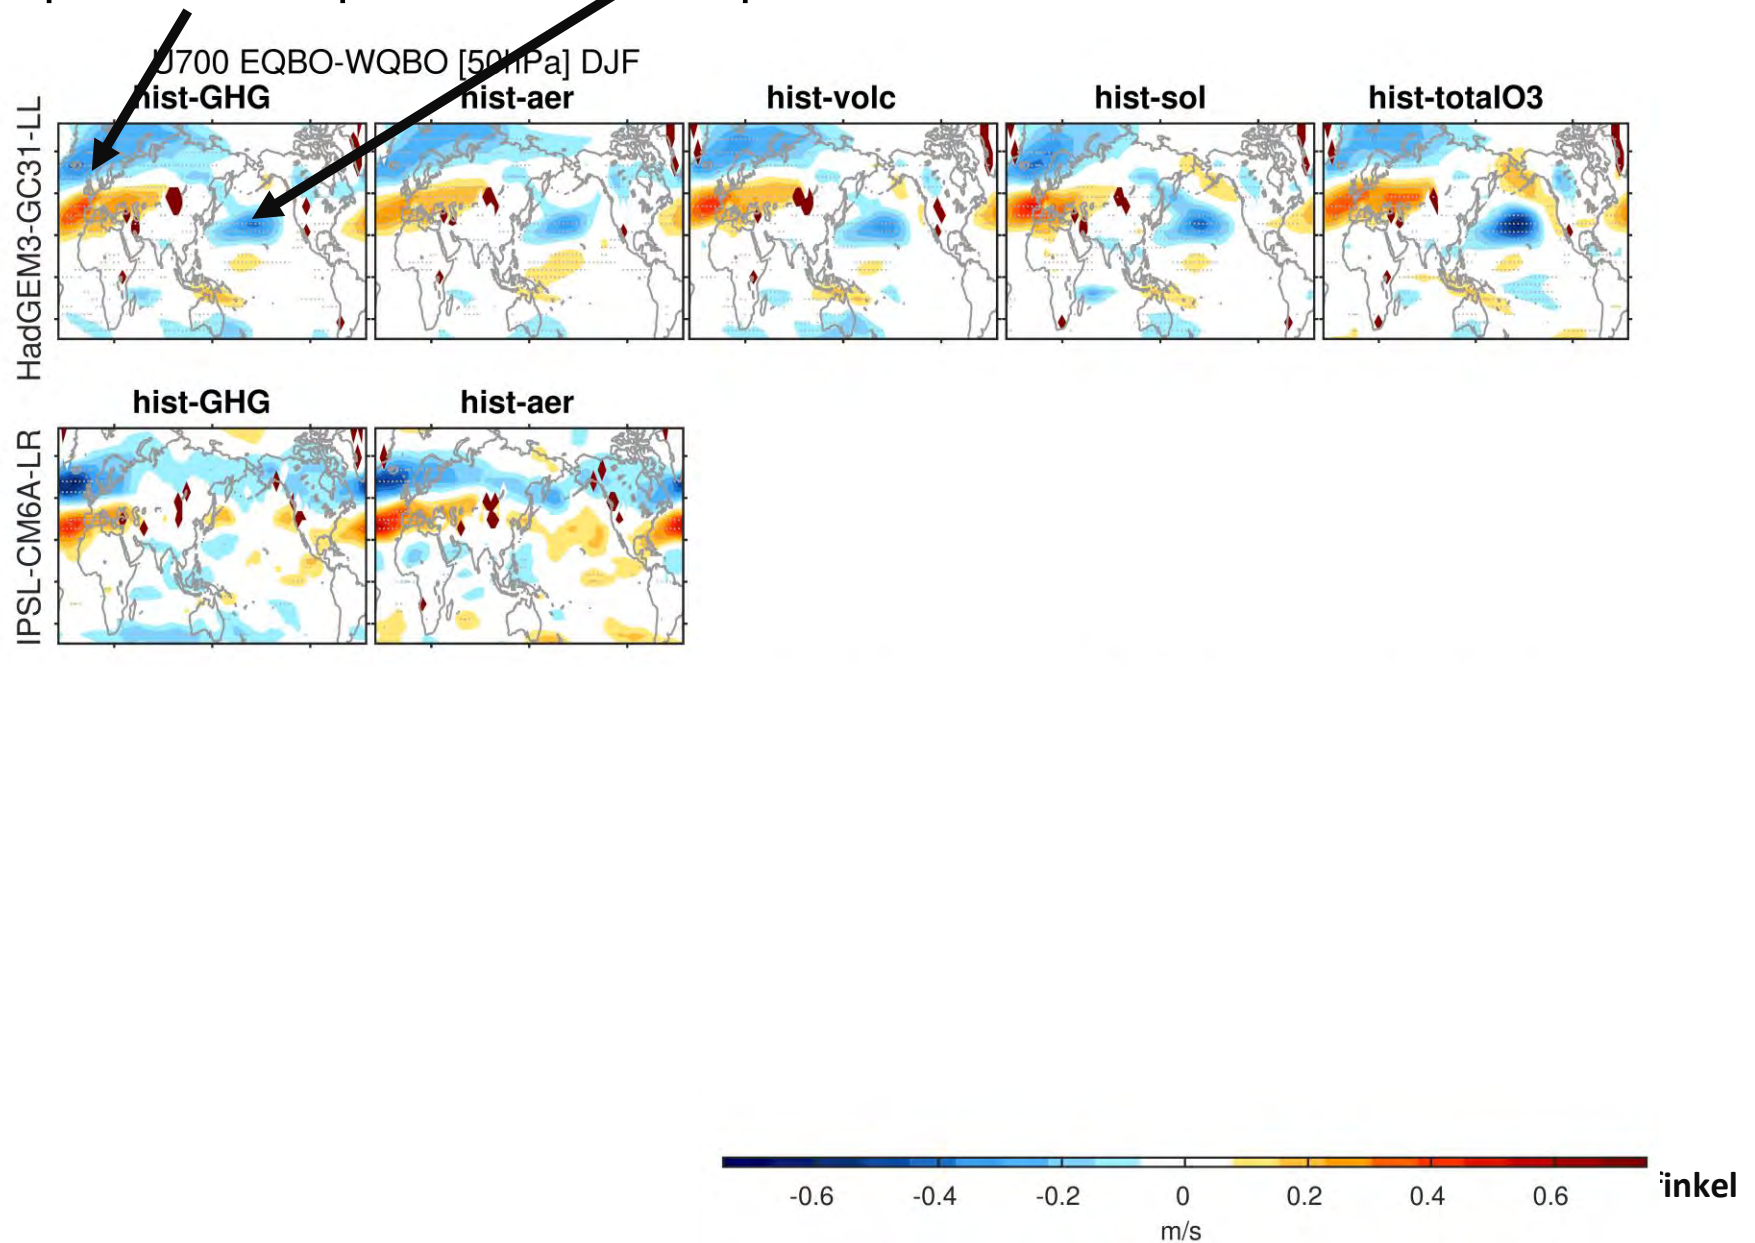 U700 EQBO-WQBO [50hPa] DJF
HadGEM3-GC31-LL
hist-GHG hist-aer hist-volc hist-sol hist-totalO3
IPSL-CM6A-LR
hist-GHG hist-aer
-0.6 -0.4 -0.2 0 0.2 0.4 0.6
m/s
finkel